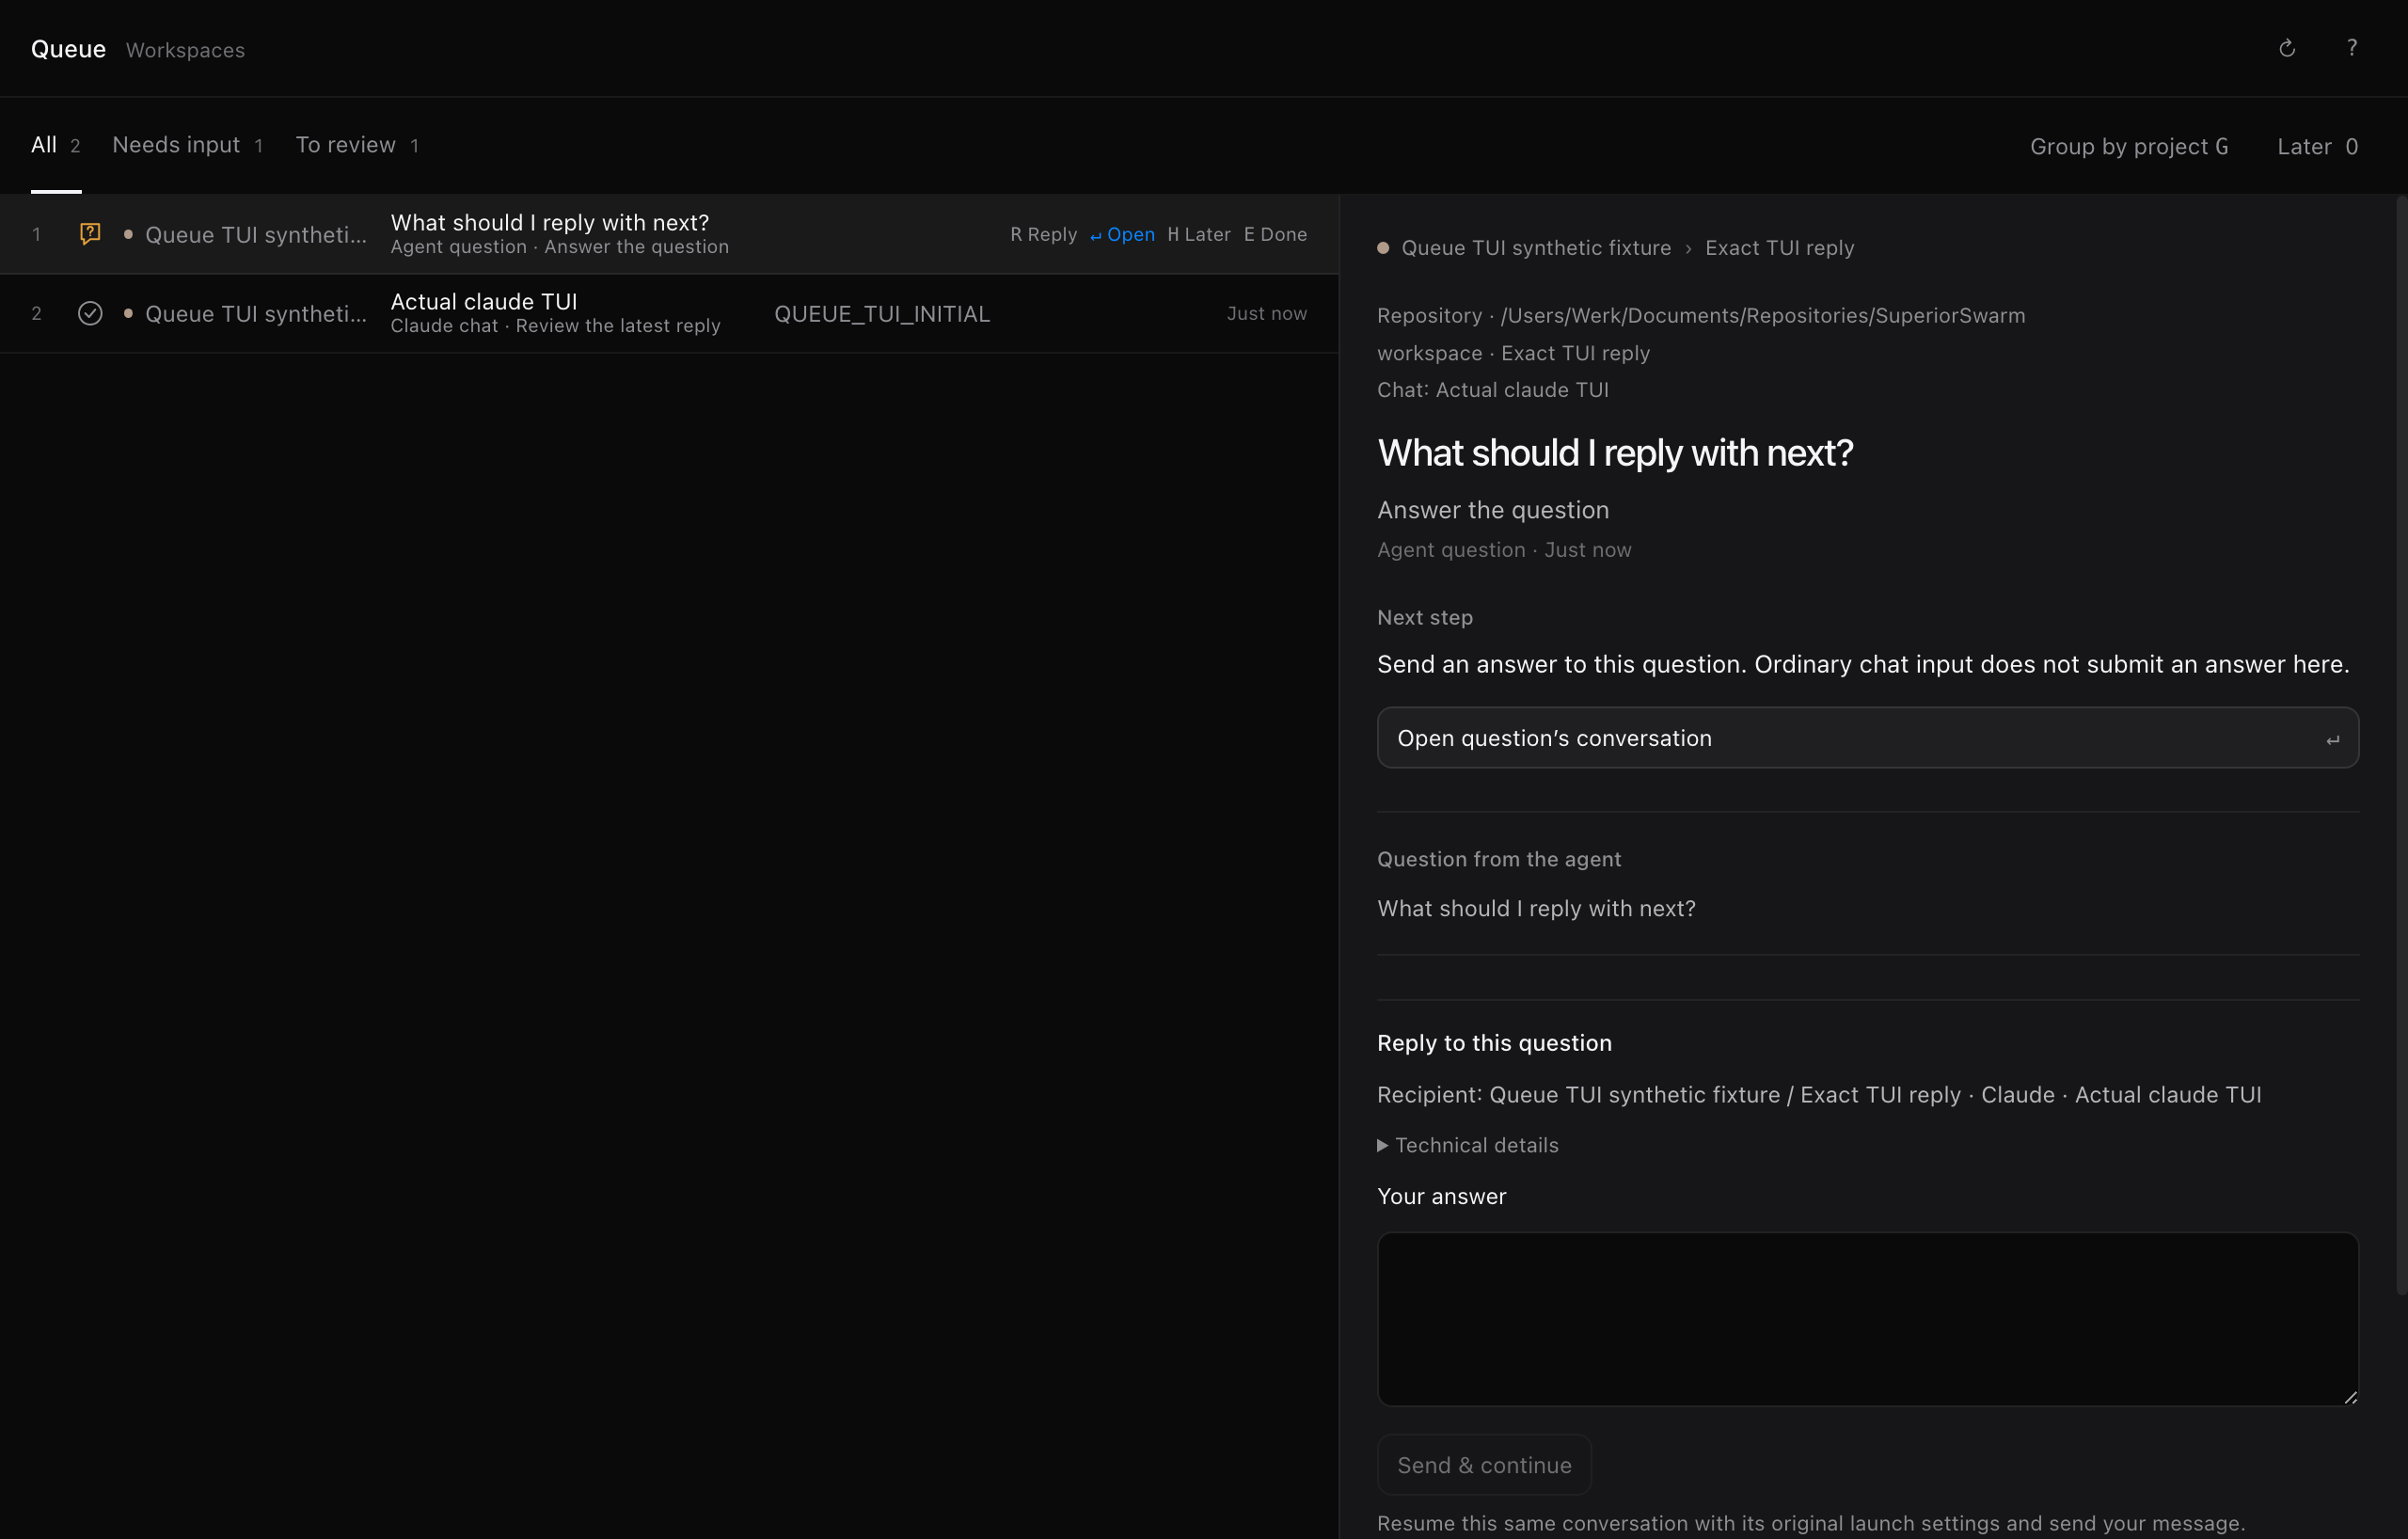 Queue Workspaces ?
All 2 Needs input 1 To review 1 Group by project G Later 0
1 ? Queue TUI syntheti… What should I reply with next? R Reply ↵ Open H Later E Done
Agent question · Answer the question
2 Queue TUI syntheti… Actual claude TUI QUEUE_TUI_INITIAL Just now
Claude chat · Review the latest reply
Queue TUI synthetic fixture › Exact TUI reply
Repository · /Users/Werk/Documents/Repositories/SuperiorSwarm
workspace · Exact TUI reply
Chat: Actual claude TUI
What should I reply with next?
Answer the question
Agent question · Just now
Next step
Send an answer to this question. Ordinary chat input does not submit an answer here.
Open question’s conversation ↵
Question from the agent
What should I reply with next?
Reply to this question
Recipient: Queue TUI synthetic fixture / Exact TUI reply · Claude · Actual claude TUI
▶ Technical details
Your answer
Send & continue
Resume this same conversation with its original launch settings and send your message.